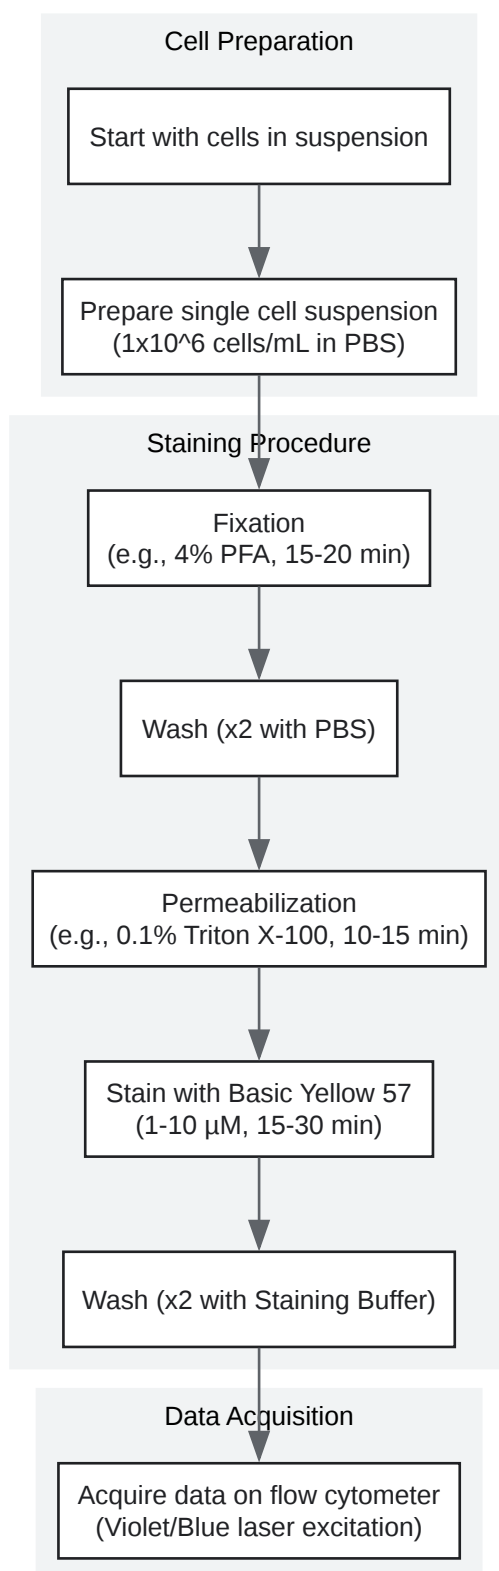 Cell Preparation
Start with cells in suspension
Prepare single cell suspension
(1x10^6 cells/mL in PBS)
Staining Procedure
Fixation
(e.g., 4% PFA, 15-20 min)
Wash (x2 with PBS)
Permeabilization
(e.g., 0.1% Triton X-100, 10-15 min)
Stain with Basic Yellow 57
(1-10 µM, 15-30 min)
Wash (x2 with Staining Buffer)
Data Acquisition
Acquire data on flow cytometer
(Violet/Blue laser excitation)